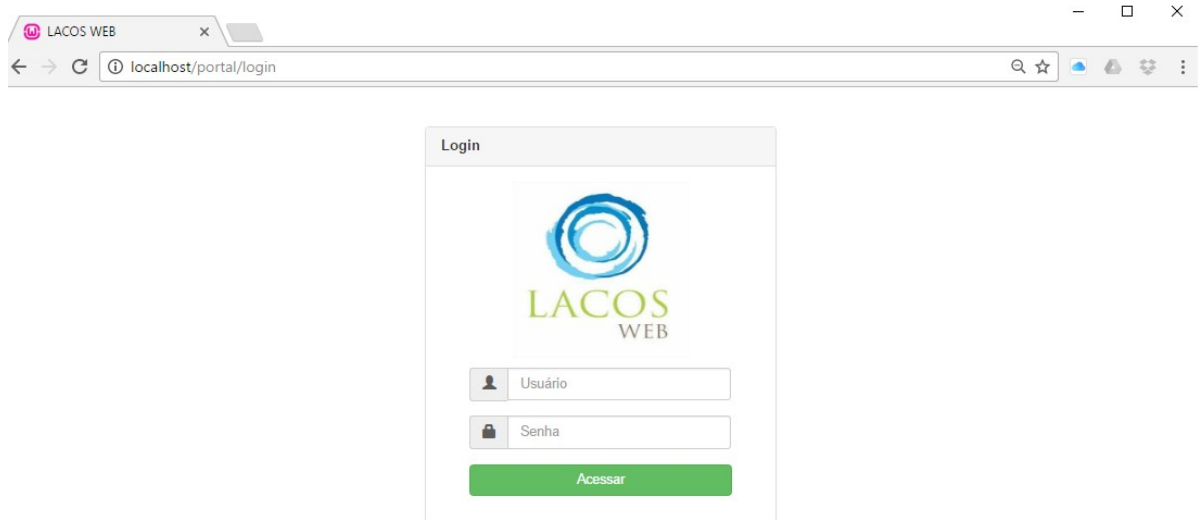 LACOS WEB
localhost/portal/login
Login
LACOS
WEB
Usuário
Senha
Acessar